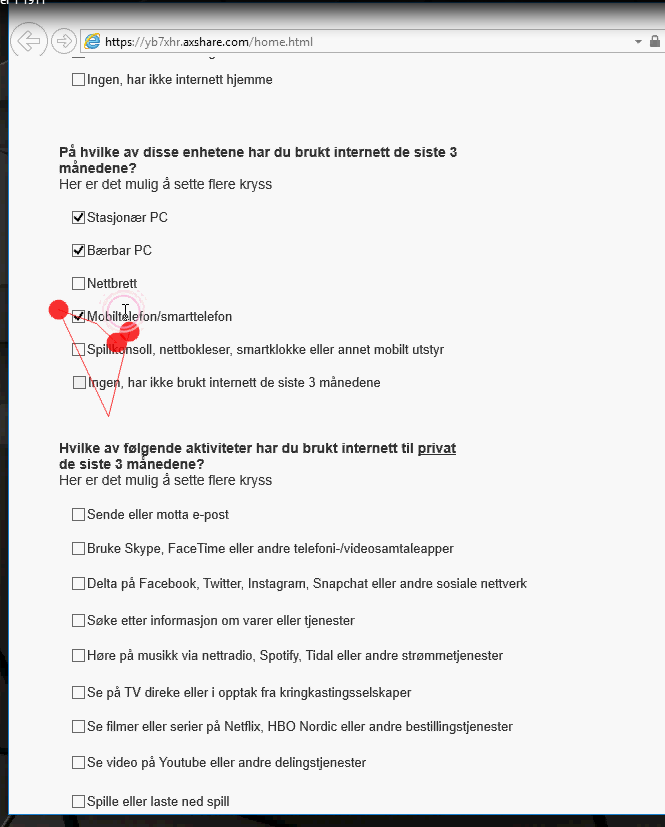 https://yb7xhr.axshare.com/home.html
Ingen, har ikke internett hjemme
På hvilke av disse enhetene har du brukt internett de siste 3
månedene?
Her er det mulig å sette flere kryss
Stasjonær PC
Bærbar PC
Nettbrett
Mobiltelefon/smarttelefon
Spillkonsoll, nettbokleser, smartklokke eller annet mobilt utstyr
Ingen, har ikke brukt internett de siste 3 månedene
Hvilke av følgende aktiviteter har du brukt internett til privat
de siste 3 månedene?
Her er det mulig å sette flere kryss
Sende eller motta e-post
Bruke Skype, FaceTime eller andre telefoni-/videosamtaleapper
Delta på Facebook, Twitter, Instagram, Snapchat eller andre sosiale nettverk
Søke etter informasjon om varer eller tjenester
Høre på musikk via nettradio, Spotify, Tidal eller andre strømmetjenester
Se på TV direke eller i opptak fra kringkastingsselskaper
Se filmer eller serier på Netflix, HBO Nordic eller andre bestillingstjenester
Se video på Youtube eller andre delingstjenester
Spille eller laste ned spill